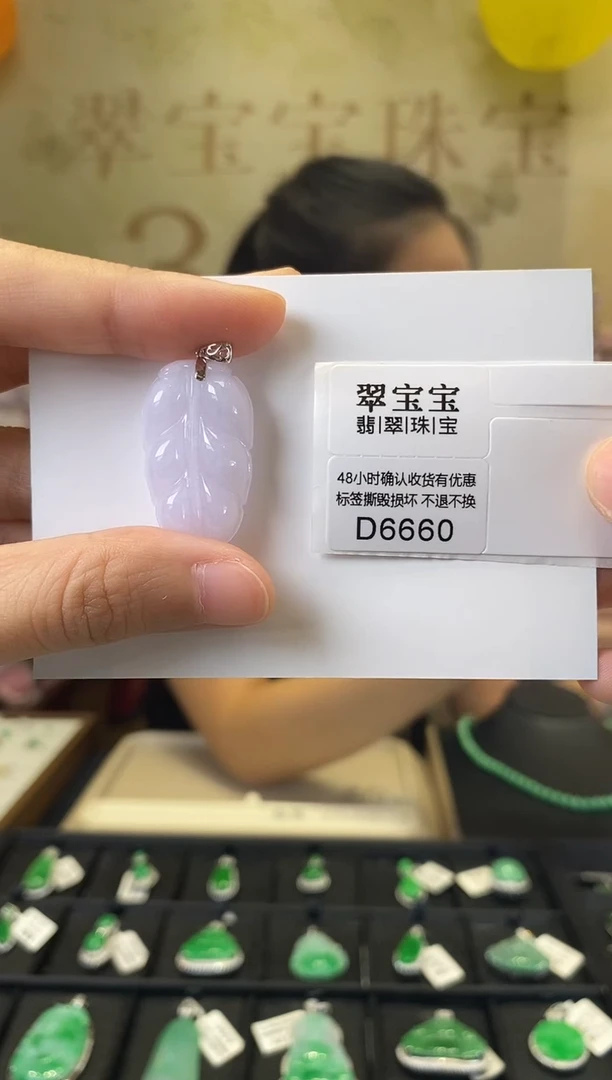 翠宝宝珠宝
3
翠宝宝
翡|翠|珠|宝
48小时确认收货有优惠
标签撕毁损坏 不退不换
D6660